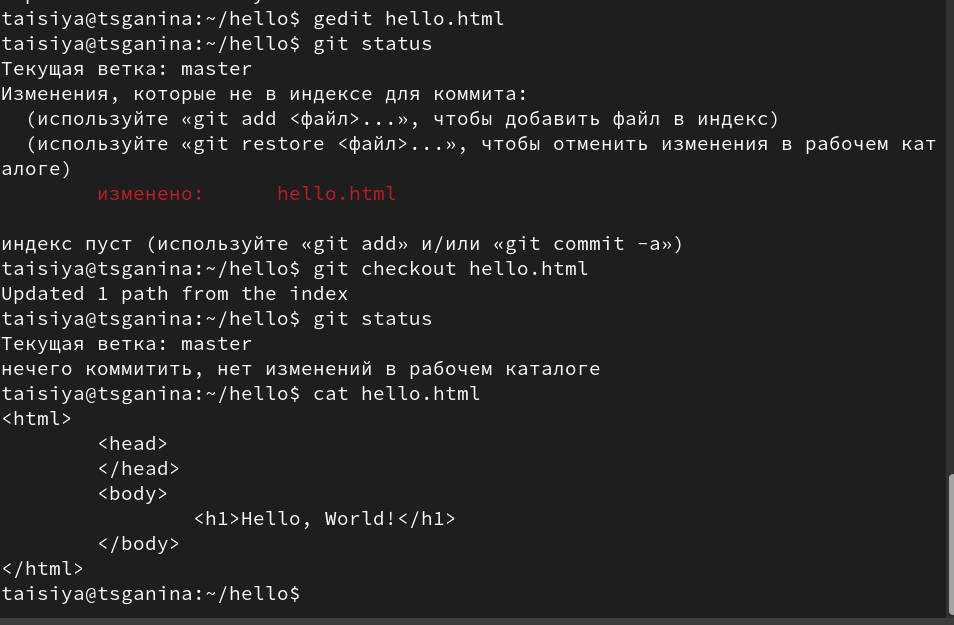 taisiya@tsganina:~/hello$ gedit hello.html
taisiya@tsganina:~/hello$ git status
Текущая ветка: master
Изменения, которые не в индексе для коммита:
  (используйте «git add <файл>...», чтобы добавить файл в индекс)
  (используйте «git restore <файл>...», чтобы отменить изменения в рабочем кат
алоге)
        изменено:      hello.html

индекс пуст (используйте «git add» и/или «git commit -a»)
taisiya@tsganina:~/hello$ git checkout hello.html
Updated 1 path from the index
taisiya@tsganina:~/hello$ git status
Текущая ветка: master
нечего коммитить, нет изменений в рабочем каталоге
taisiya@tsganina:~/hello$ cat hello.html
<html>
        <head>
        </head>
        <body>
                <h1>Hello, World!</h1>
        </body>
</html>
taisiya@tsganina:~/hello$